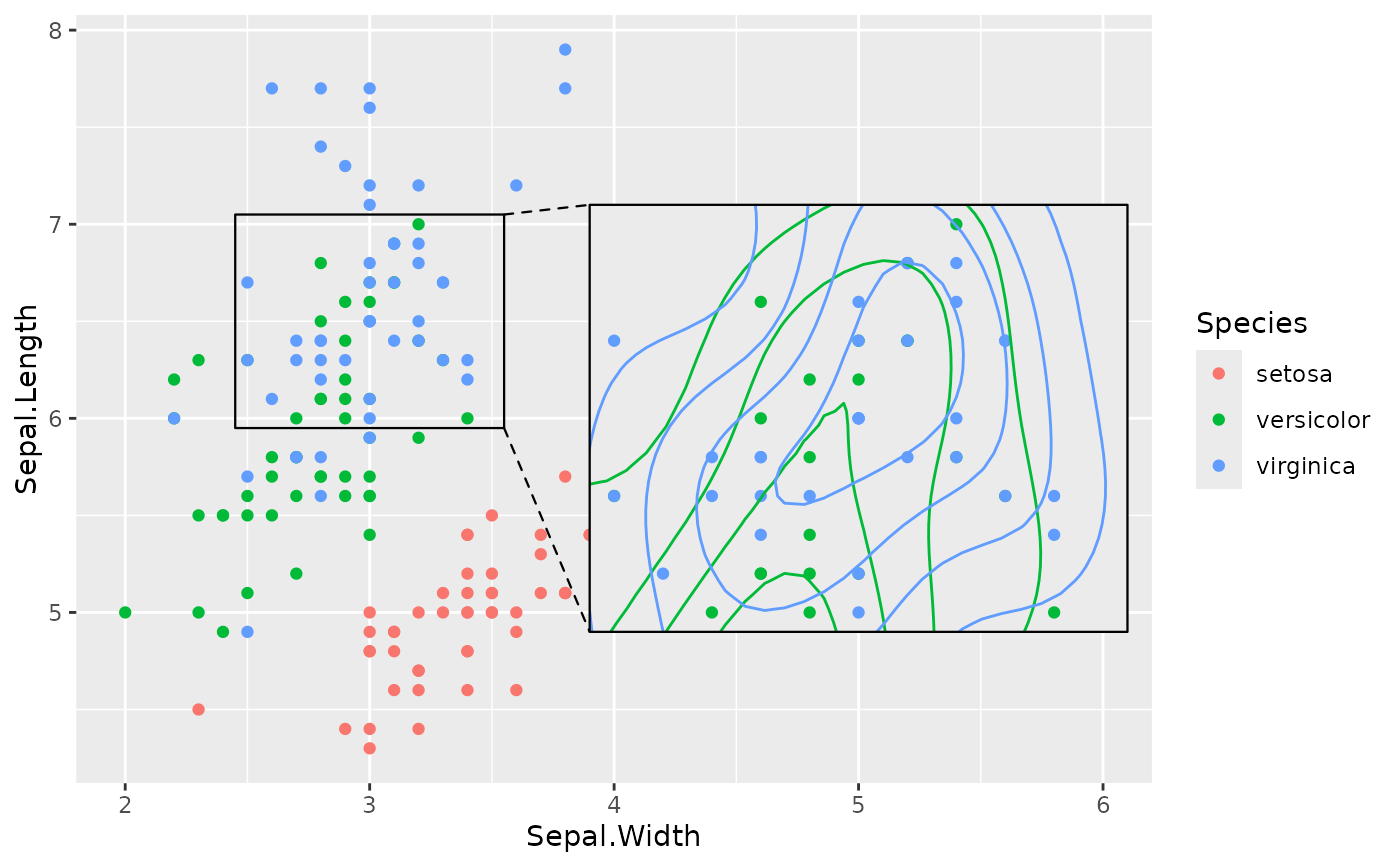 8
7
6
5
Sepal.Length
2 3 4 5 6
Sepal.Width
Species
setosa
versicolor
virginica